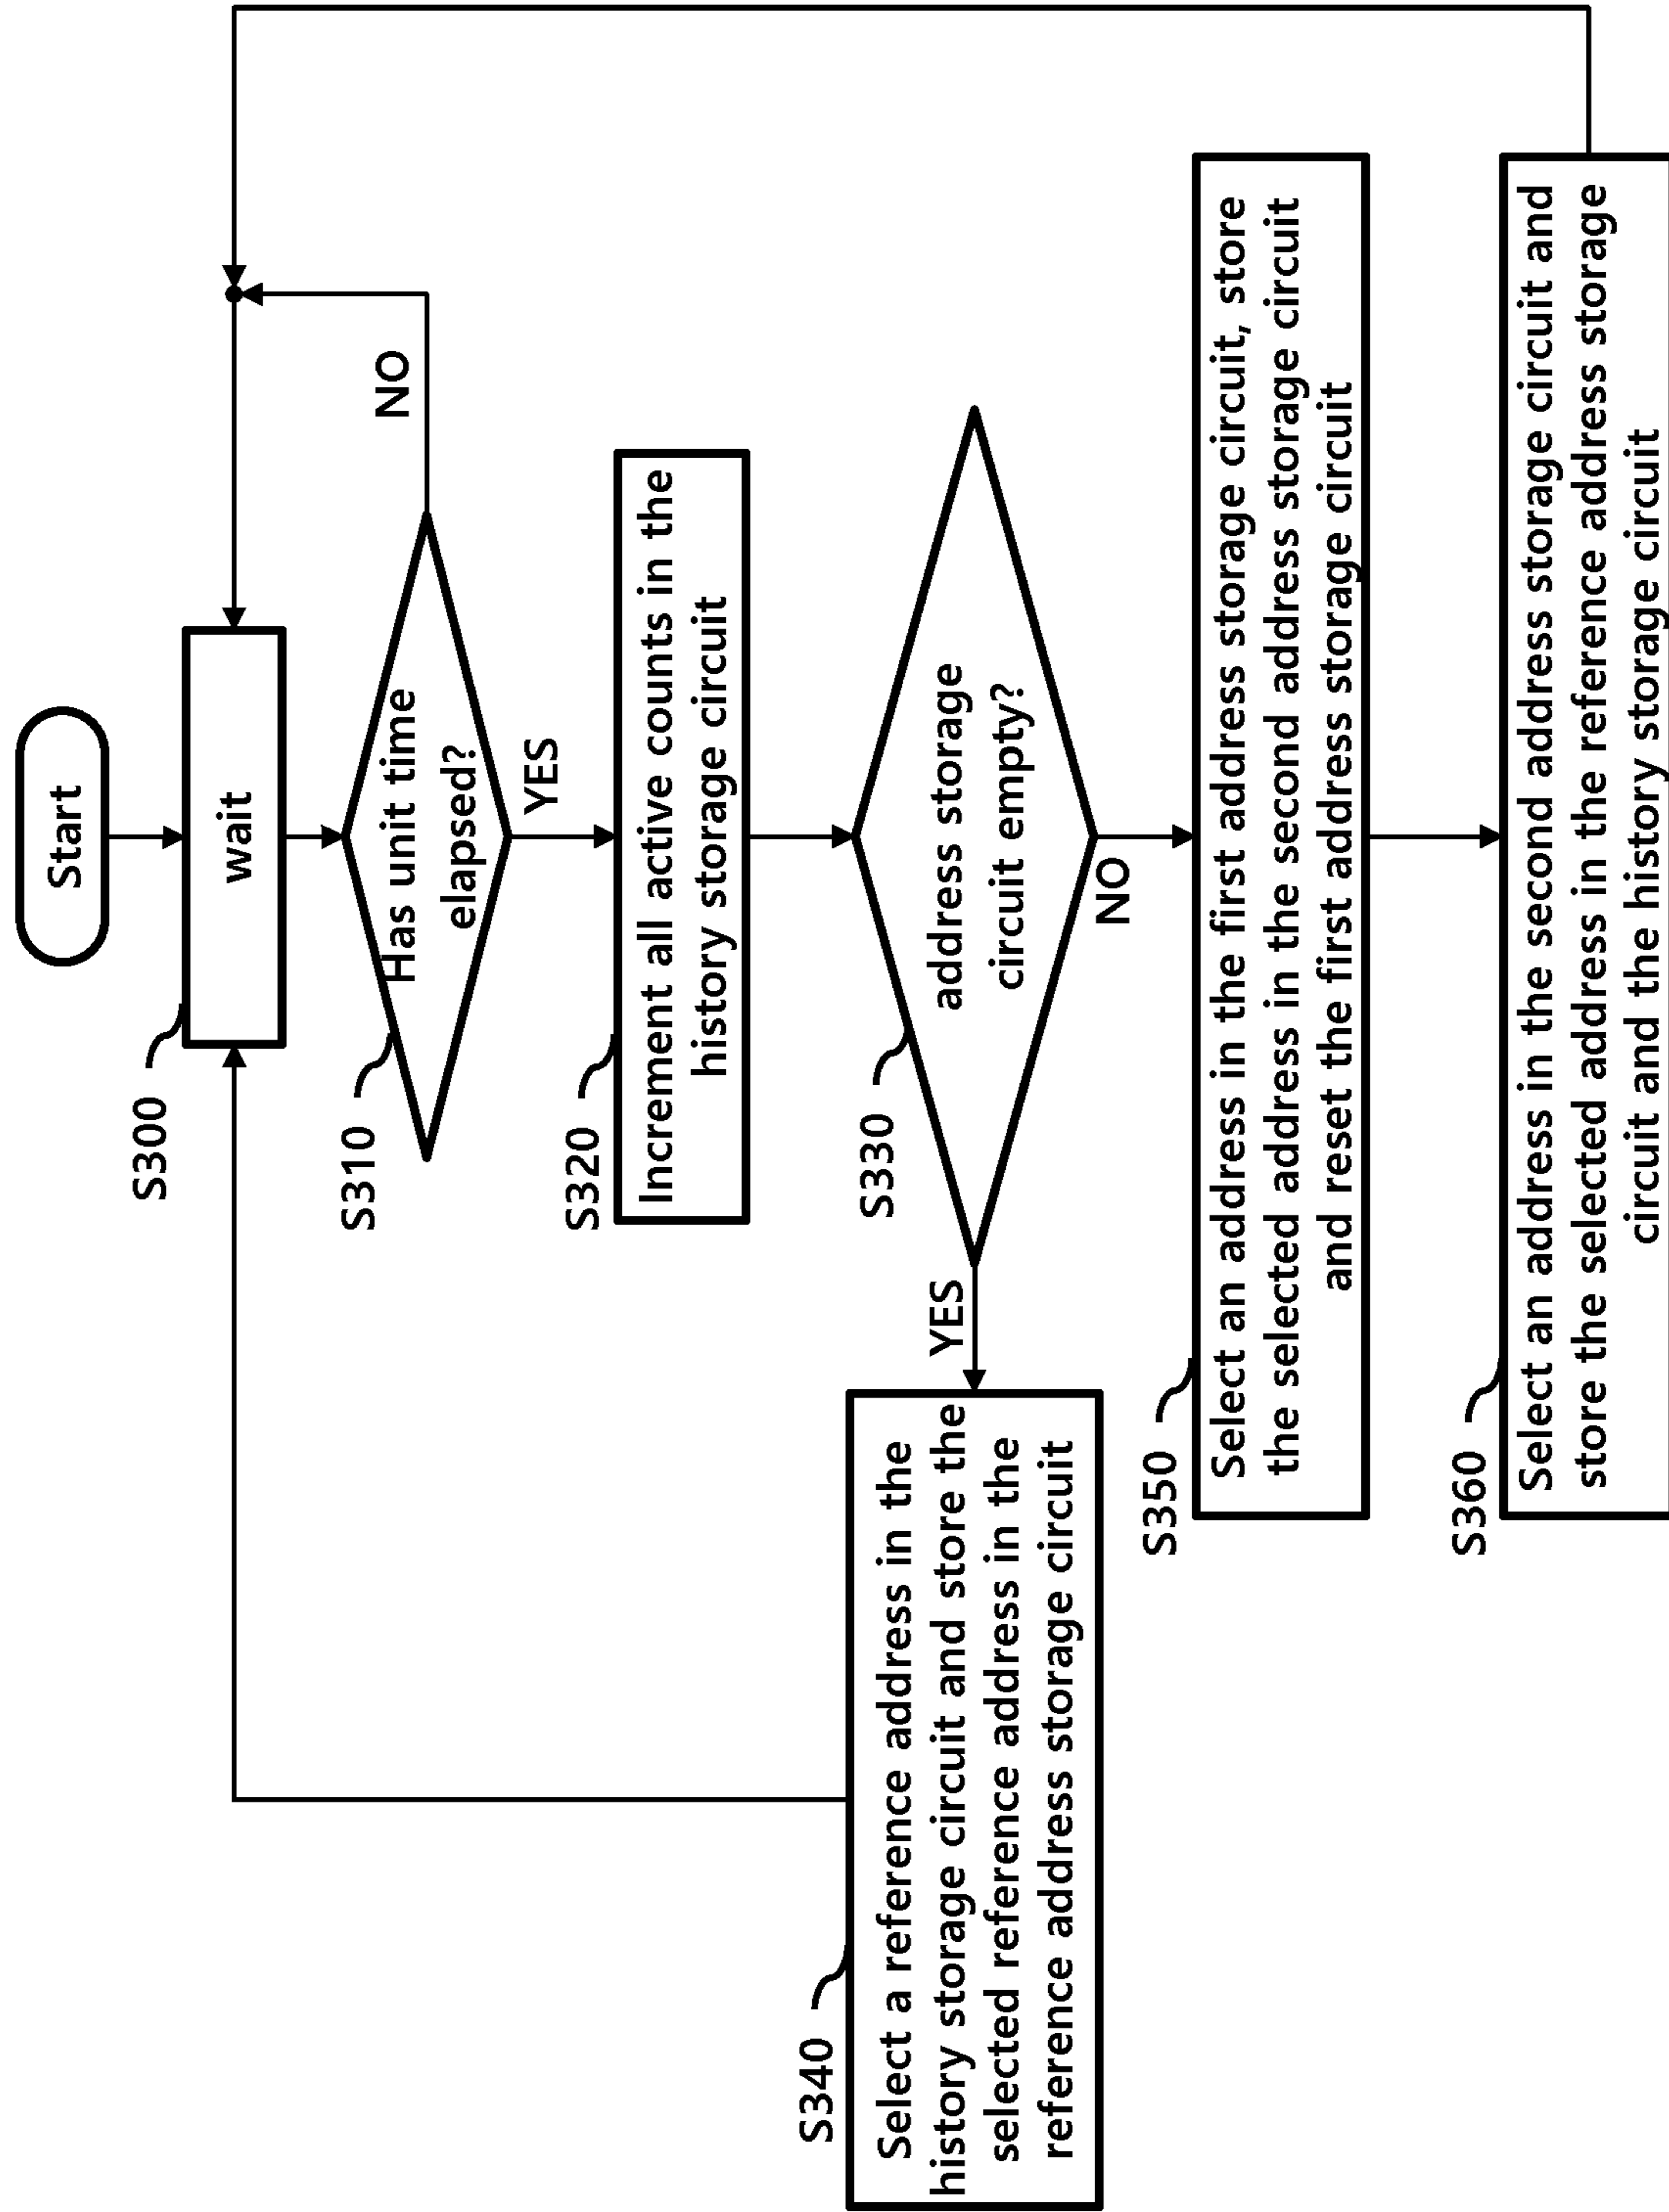 Start
S300
wait
S310
Has unit time
elapsed?
NO
YES
S320
Increment all active counts in the
history storage circuit
S330
address storage
circuit empty?
YES
NO
S340
Select a reference address in the
history storage circuit and store the
selected reference address in the
reference address storage circuit
S350
Select an address in the first address storage circuit, store
the selected address in the second address storage circuit
and reset the first address storage circuit
S360
Select an address in the second address storage circuit and
store the selected address in the reference address storage
circuit and the history storage circuit